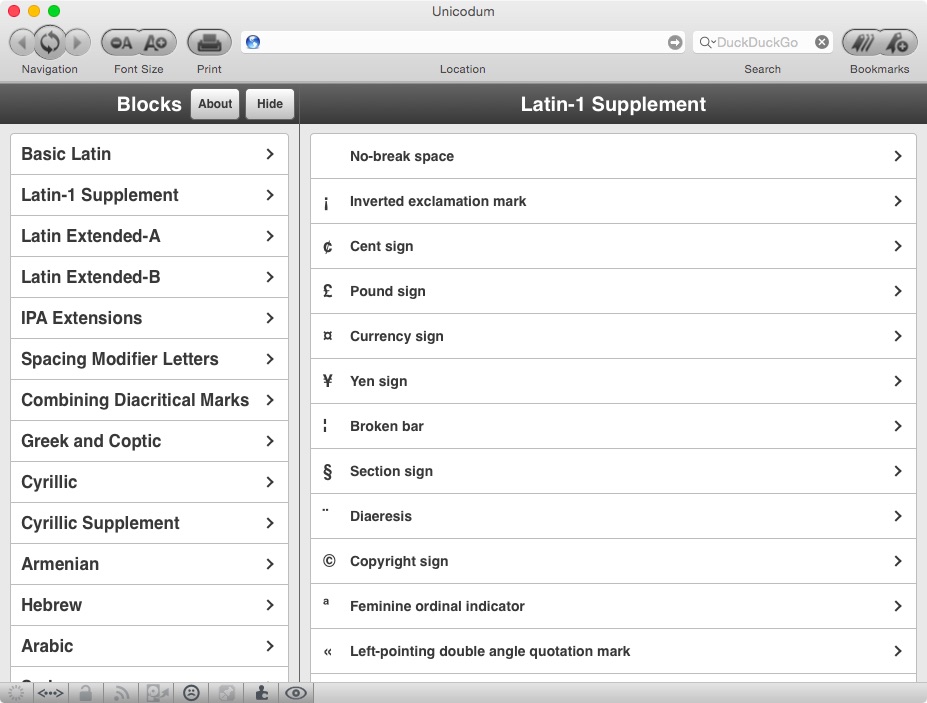 Unicodum
A A
DuckDuckGo
Navigation
Font Size
Print
Location
Search
Bookmarks
Blocks
About
Hide
Latin-1 Supplement
Basic Latin
Latin-1 Supplement
Latin Extended-A
Latin Extended-B
IPA Extensions
Spacing Modifier Letters
Combining Diacritical Marks
Greek and Coptic
Cyrillic
Cyrillic Supplement
Armenian
Hebrew
Arabic
No-break space
¡ Inverted exclamation mark
¢ Cent sign
£ Pound sign
¤ Currency sign
¥ Yen sign
¦ Broken bar
§ Section sign
¨ Diaeresis
© Copyright sign
ª Feminine ordinal indicator
« Left-pointing double angle quotation mark